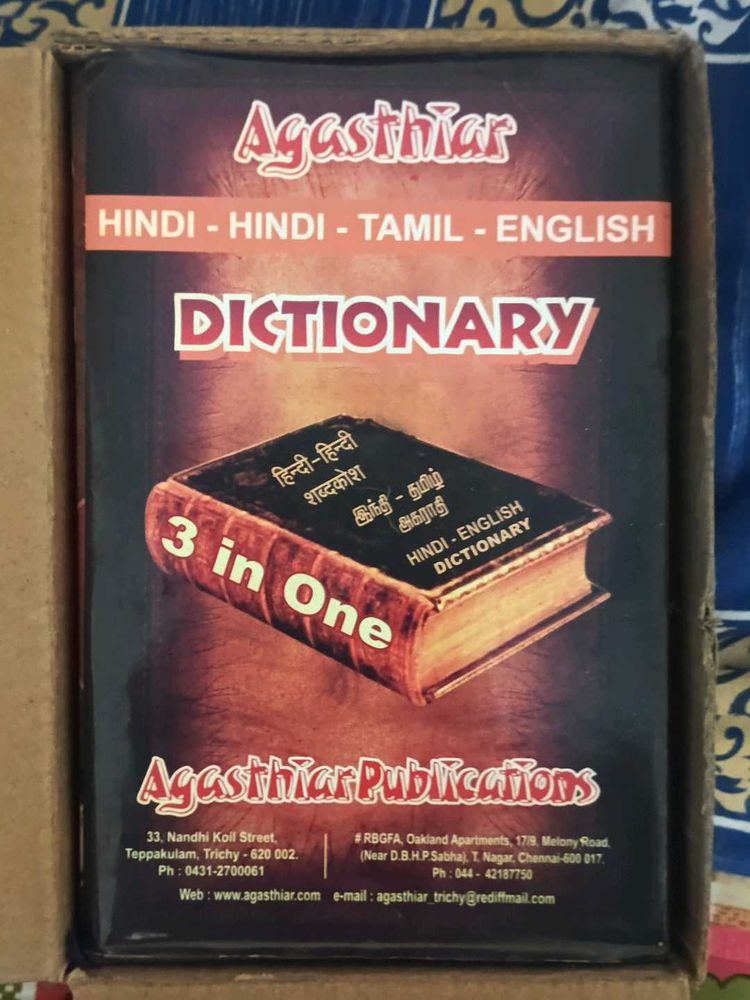 Agasthiar
HINDI - HINDI - TAMIL - ENGLISH
DICTIONARY
हिन्दी-हिन्दी
शब्दकोश
இந்தி - தமிழ்
அகராதி
HINDI - ENGLISH
DICTIONARY
3 in One
Agasthiar Publications
33, Nandhi Koil Street,
Teppakulam, Trichy - 620 002.
Ph : 0431-2700061
# RBGFA, Oakland Apartments, 17/9, Melony Road,
(Near D.B.H.P.Sabha), T. Nagar, Chennai-600 017.
Ph : 044 - 42187750
Web : www.agasthiar.com e-mail : agasthiar_trichy@rediffmail.com